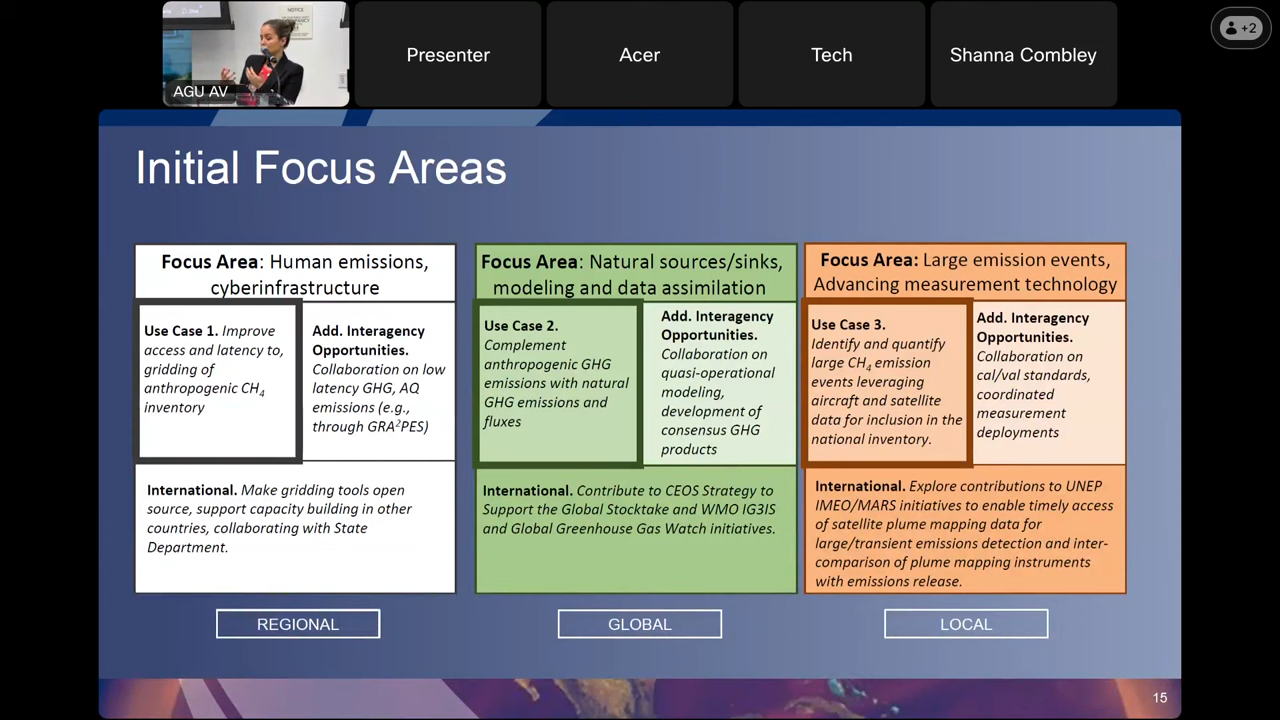 NOTICE
AGU AV
Presenter
Acer
Tech
Shanna Combley
+2
Initial Focus Areas
Focus Area: Human emissions,
cyberinfrastructure
Use Case 1. Improve
access and latency to,
gridding of
anthropogenic CH4
inventory
Add. Interagency
Opportunities.
Collaboration on low
latency GHG, AQ
emissions (e.g.,
through GRA²PES)
International. Make gridding tools open
source, support capacity building in other
countries, collaborating with State
Department.
REGIONAL
Focus Area: Natural sources/sinks,
modeling and data assimilation
Use Case 2.
Complement
anthropogenic GHG
emissions with natural
GHG emissions and
fluxes
Add. Interagency
Opportunities.
Collaboration on
quasi-operational
modeling,
development of
consensus GHG
products
International. Contribute to CEOS Strategy to
Support the Global Stocktake and WMO IG3IS
and Global Greenhouse Gas Watch initiatives.
GLOBAL
Focus Area: Large emission events,
Advancing measurement technology
Use Case 3.
Identify and quantify
large CH4 emission
events leveraging
aircraft and satellite
data for inclusion in the
national inventory.
Add. Interagency
Opportunities.
Collaboration on
cal/val standards,
coordinated
measurement
deployments
International. Explore contributions to UNEP
IMEO/MARS initiatives to enable timely access
of satellite plume mapping data for
large/transient emissions detection and inter-
comparison of plume mapping instruments
with emissions release.
LOCAL
15